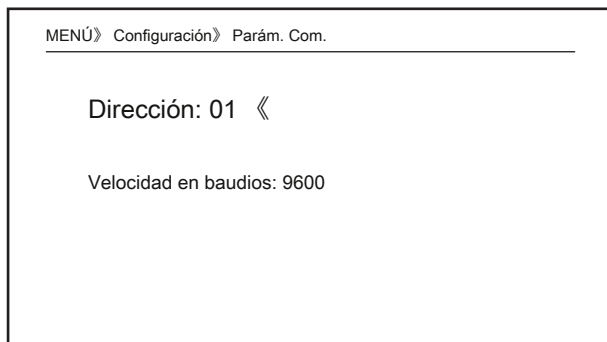 MENÚ》 Configuración》 Parám. Com.
Dirección: 01 《
Velocidad en baudios: 9600